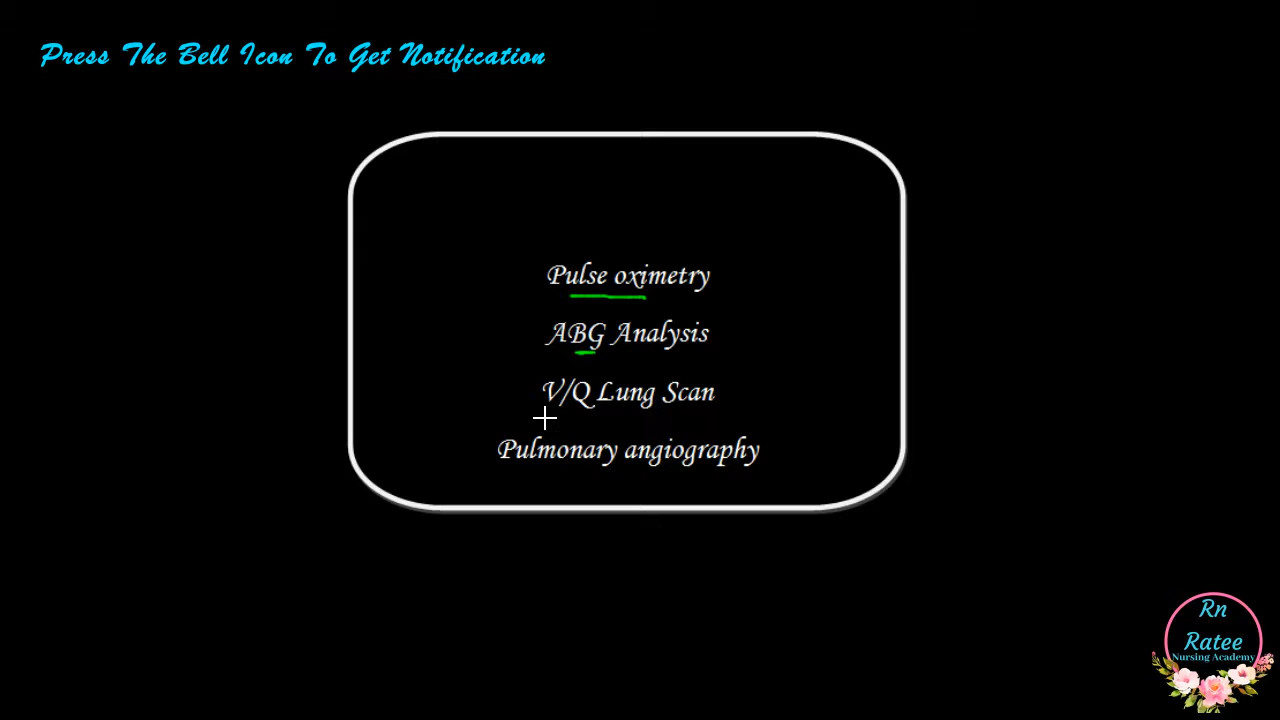 Press The Bell Icon To Get Notification
Pulse oximetry
ABG Analysis
V/Q Lung Scan
Pulmonary angiography
Rn
Ratee
Nursing Academy